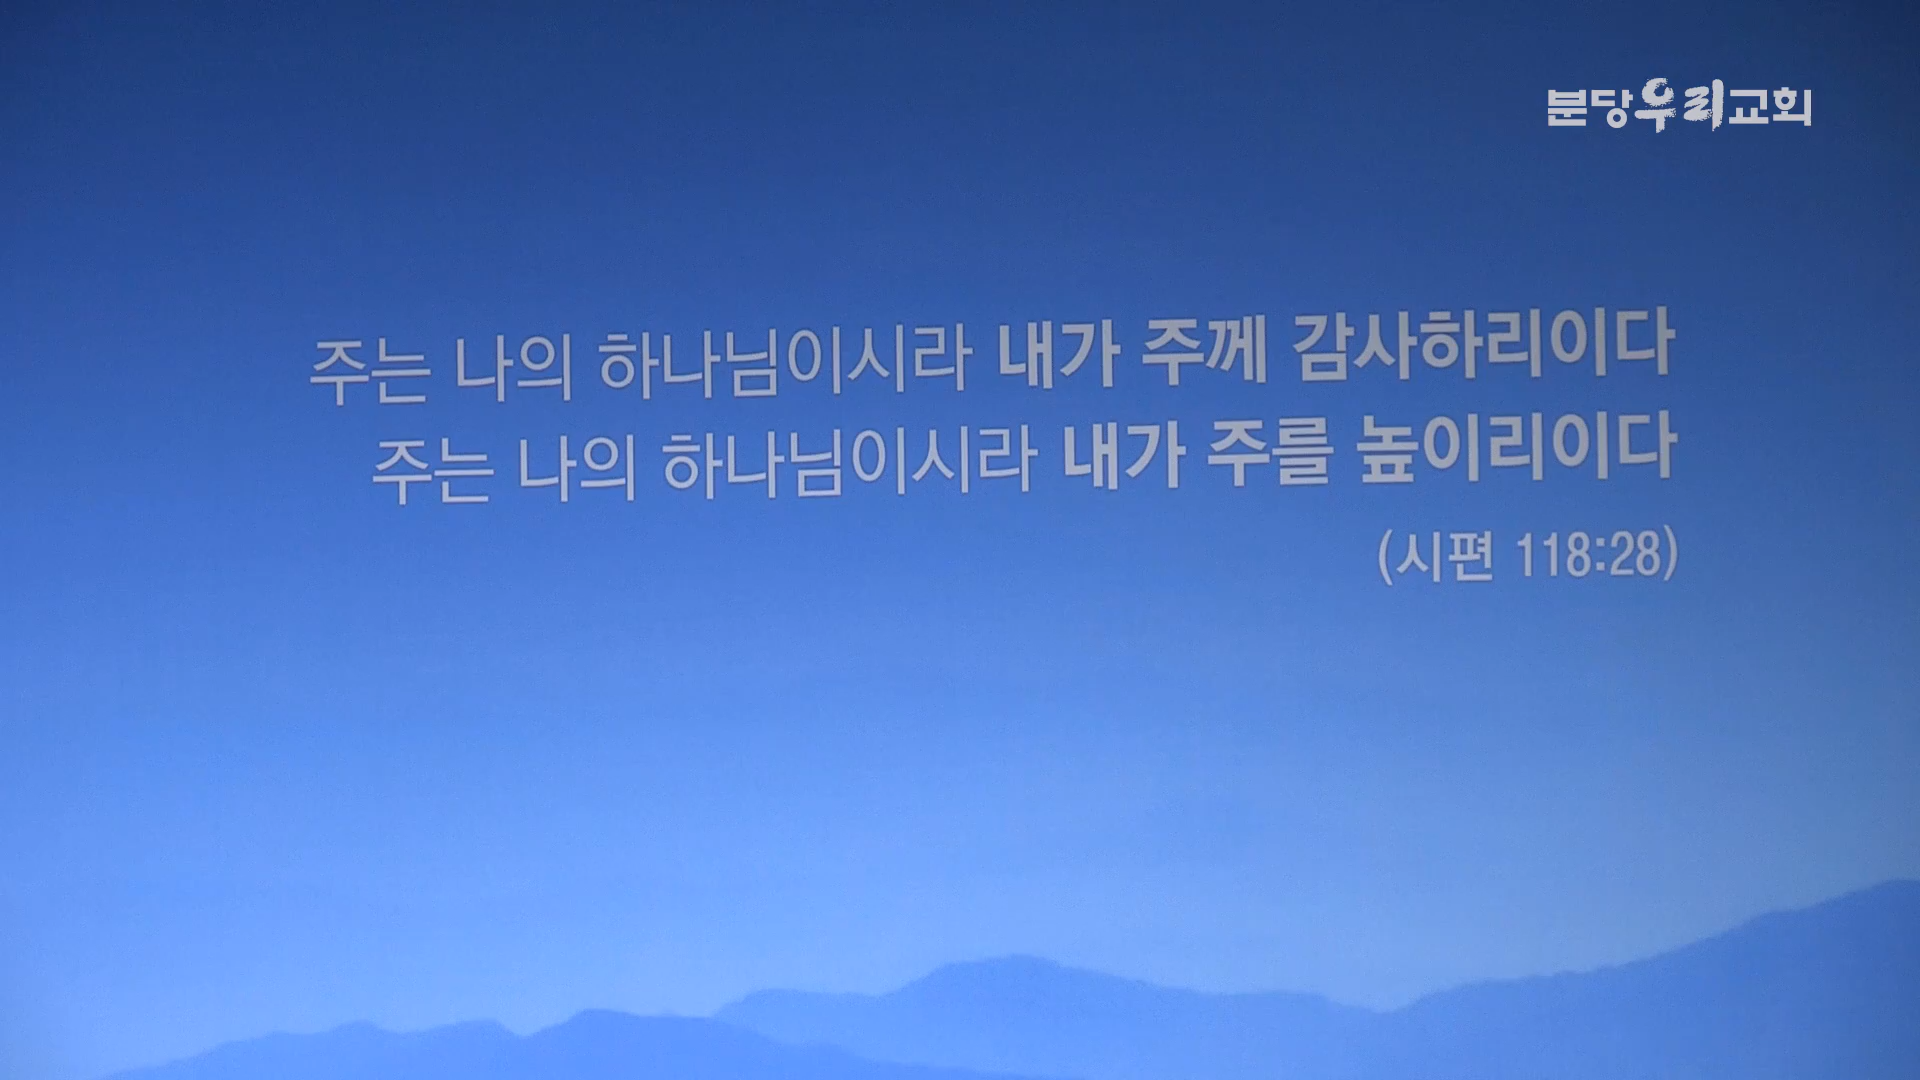 분당우리교회
주는 나의 하나님이시라 내가 주께 감사하리이다
주는 나의 하나님이시라 내가 주를 높이리이다
(시편 118:28)